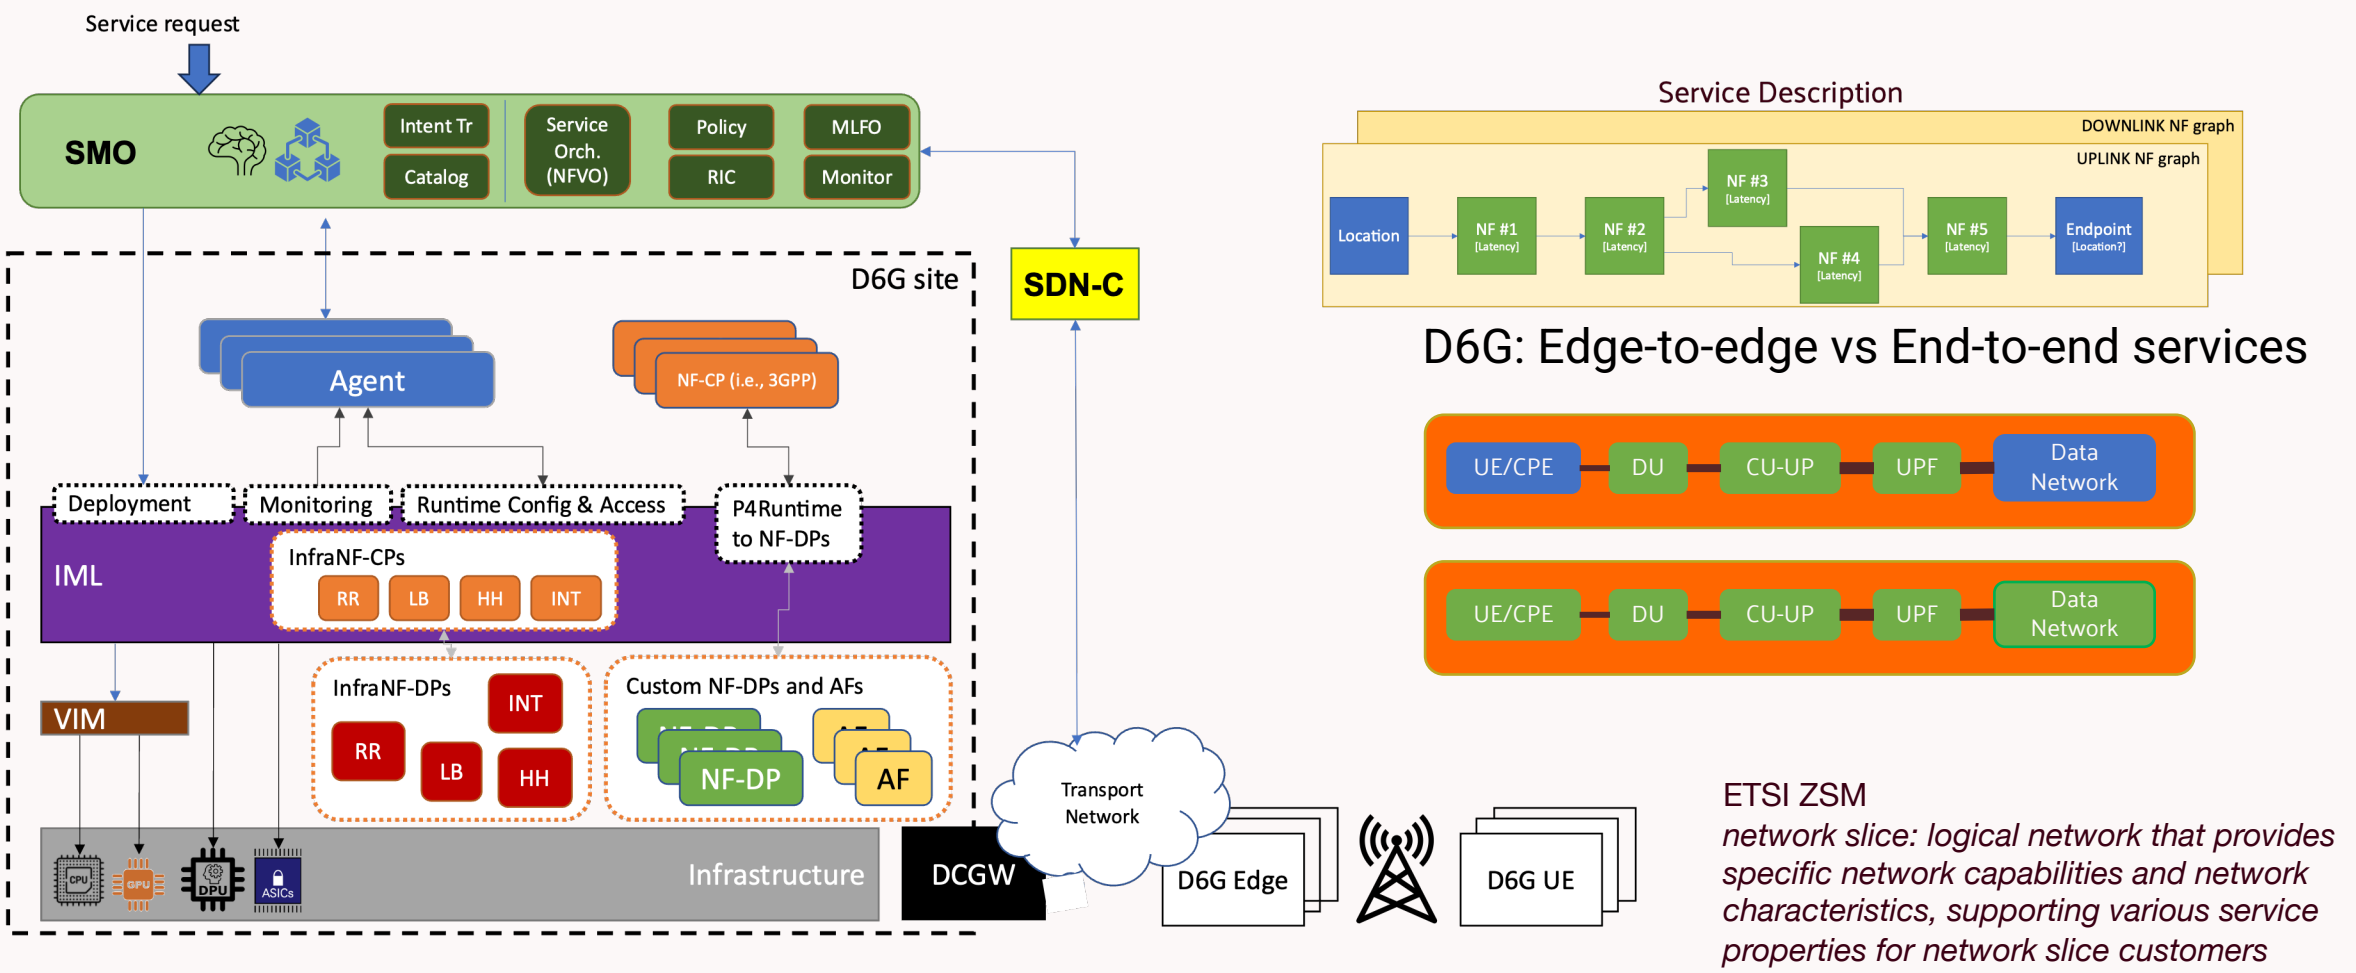 Service request
SMO
Intent Tr
Catalog
Service
Orch.
(NFVO)
Policy
RIC
MLFO
Monitor
D6G site
SDN-C
Agent
NF-CP (i.e., 3GPP)
Deployment
Monitoring
Runtime Config & Access
P4Runtime
to NF-DPs
IML
InfraNF-CPs
RR
LB
HH
INT
VIM
InfraNF-DPs
INT
RR
LB
HH
Custom NF-DPs and AFs
NF-DP
NF-DP
NF-DP
AF
AF
AF
Infrastructure
CPU
GPU
DPU
ASICs
DCGW
Transport
Network
D6G Edge
D6G UE
Service Description
DOWNLINK NF graph
UPLINK NF graph
Location
NF #1
[Latency]
NF #2
[Latency]
NF #3
[Latency]
NF #4
[Latency]
NF #5
[Latency]
Endpoint
[Location?]
D6G: Edge-to-edge vs End-to-end services
UE/CPE
DU
CU-UP
UPF
Data
Network
UE/CPE
DU
CU-UP
UPF
Data
Network
ETSI ZSM
network slice: logical network that provides
specific network capabilities and network
characteristics, supporting various service
properties for network slice customers